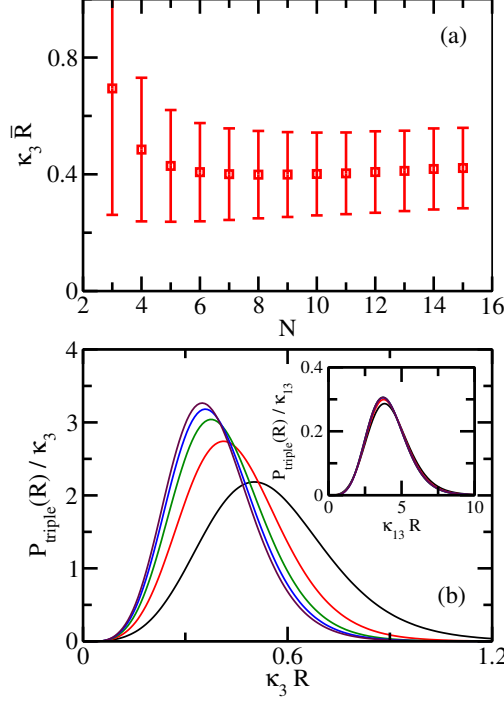 (a)
0.8
0.4
0
κ₃ R̄
2 4 6 8 10 12 14 16
N
4
3
2
1
0
P_triple(R) / κ₃
0 0.6 1.2
κ₃ R
(b)
0.4
0.2
0
P_triple(R) / κ₁₃
0 5 10
κ₁₃ R